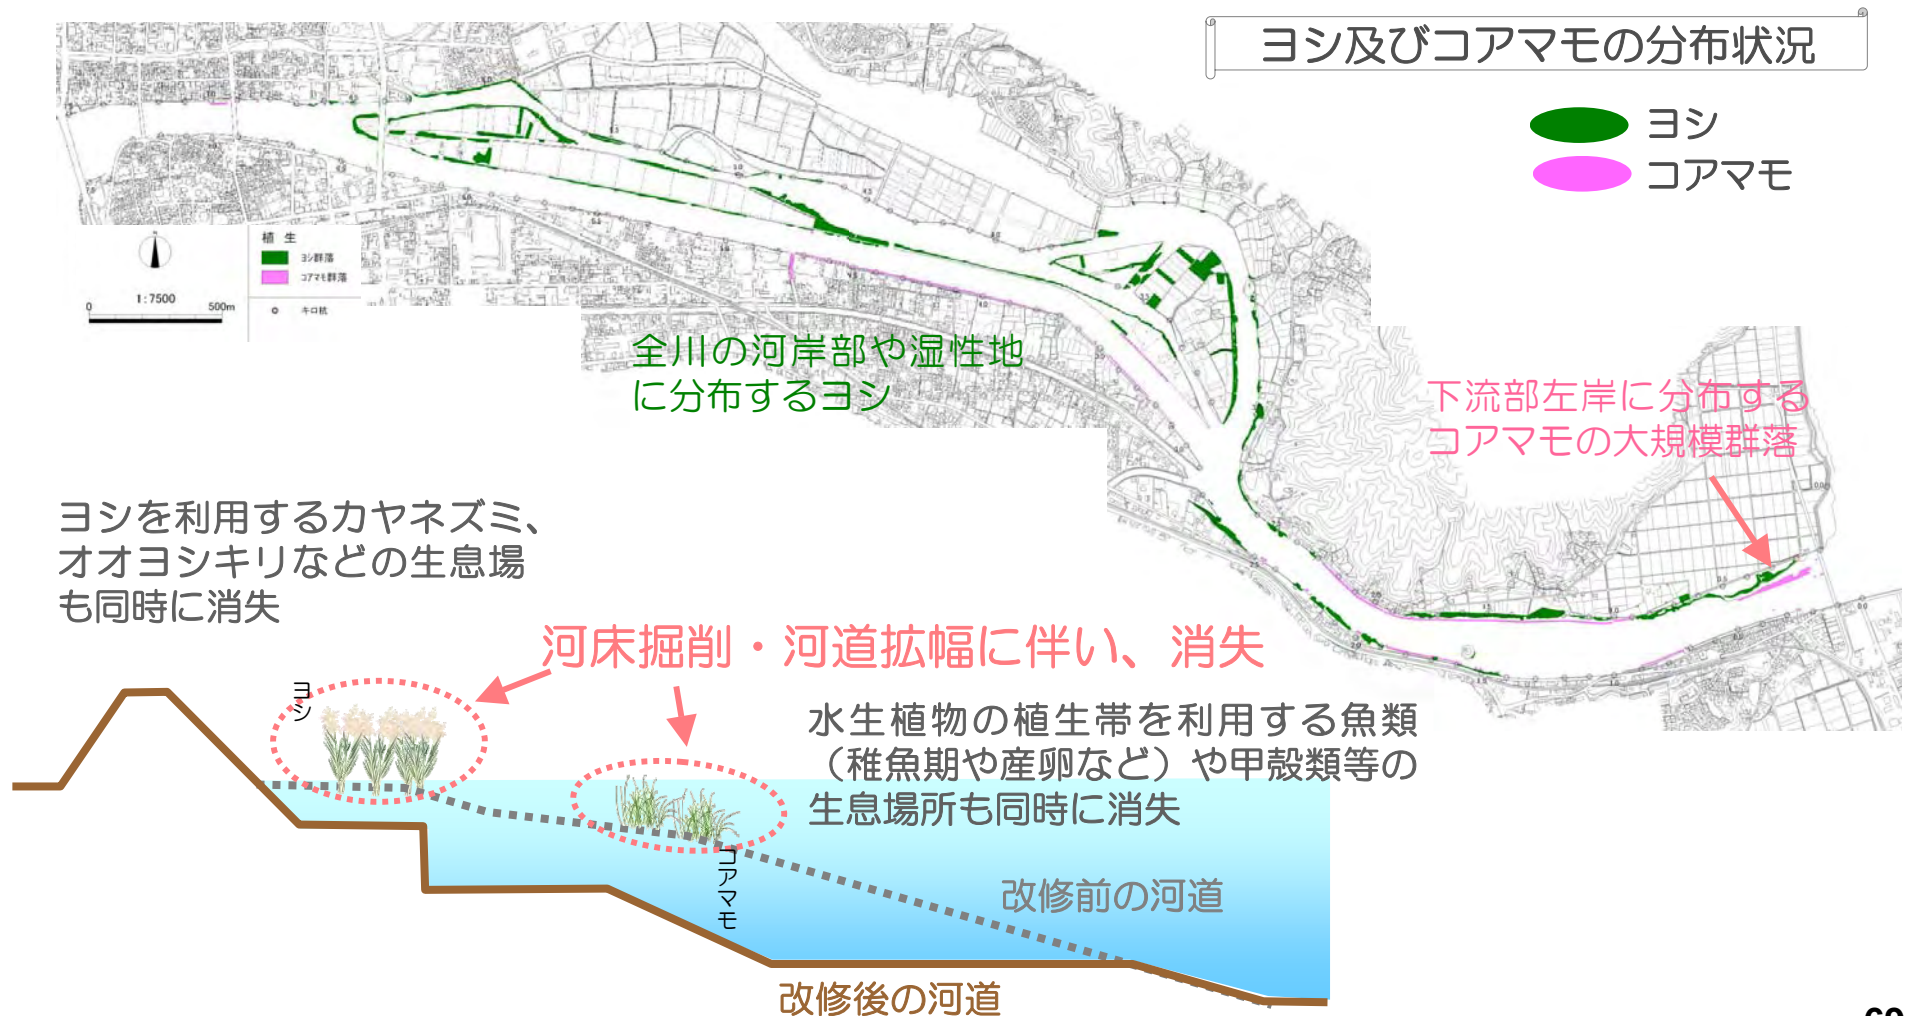 ヨシ及びコアマモの分布状況
ヨシ
コアマモ
植 生
ヨシ群落
コアマモ群落
キロ杭
1:7500
0
500m
全川の河岸部や湿性地
に分布するヨシ
下流部左岸に分布する
コアマモの大規模群落
ヨシを利用するカヤネズミ、
オオヨシキリなどの生息場
も同時に消失
河床掘削・河道拡幅に伴い、消失
ヨシ
水生植物の植生帯を利用する魚類
（稚魚期や産卵など）や甲殻類等の
生息場所も同時に消失
コアマモ
改修前の河道
改修後の河道